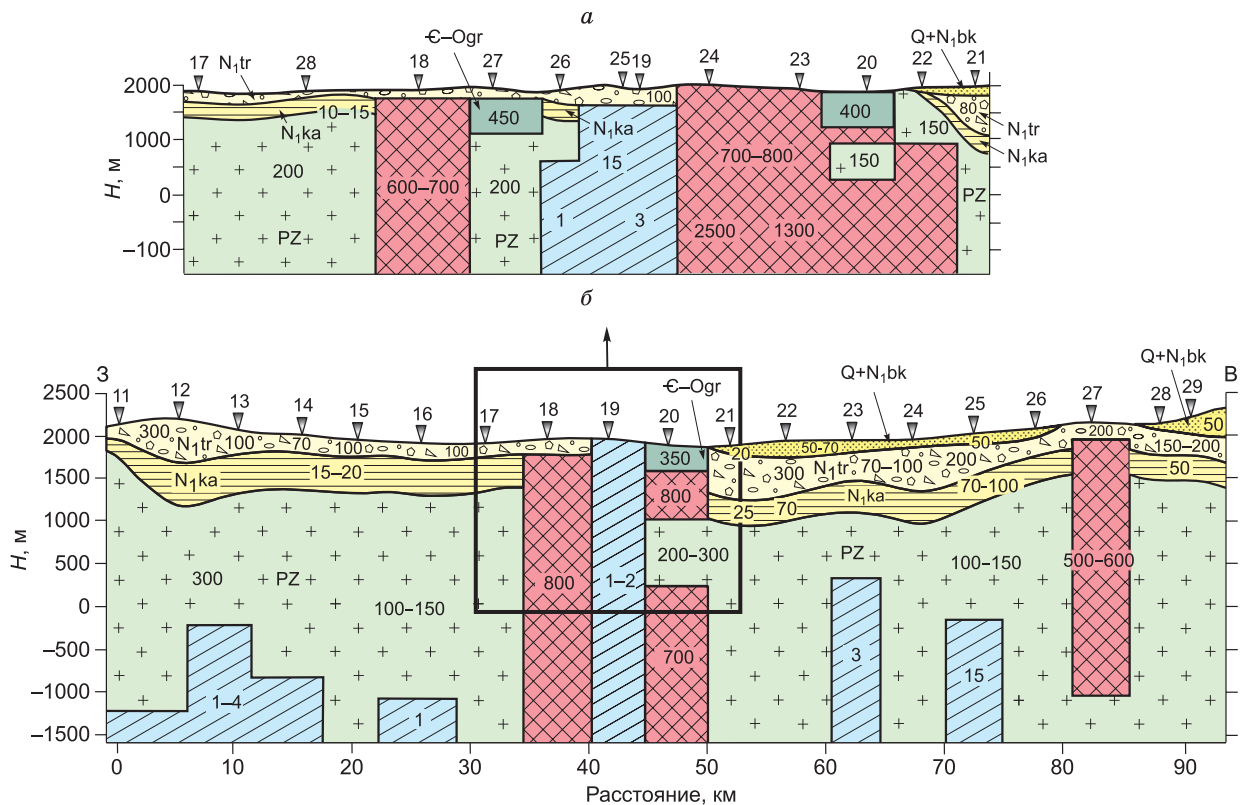 а
Є–Ogr
Q+N₁bk
N₁tr
17 28 18 27 26 25 19 24 23 20 22 21
2000
1000
0
–100
H, м
10–15
N₁ka
450
N₁ka
100
400
150
80
N₁tr
N₁ka
200
600–700
200
15
700–800
150
1
3
2500
1300
PZ
PZ
PZ
б
З
В
Є–Ogr
Q+N₁bk
Q+N₁bk
11 12 13 14 15 16 17 18 19 20 21 22 23 24 25 26 27 28 29
2500
2000
1500
1000
500
0
–500
–1000
–1500
H, м
300
N₁tr
100
70
100
100
15–20
N₁ka
350
800
20
50-70
50
300
N₁tr
70–100
200
N₁ka
70-100
25
70
200
150–200
50
50
300
PZ
100–150
800
1–2
200–300
700
PZ
100–150
500–600
1–4
1
3
15
0 10 20 30 40 50 60 70 80 90
Расстояние, км